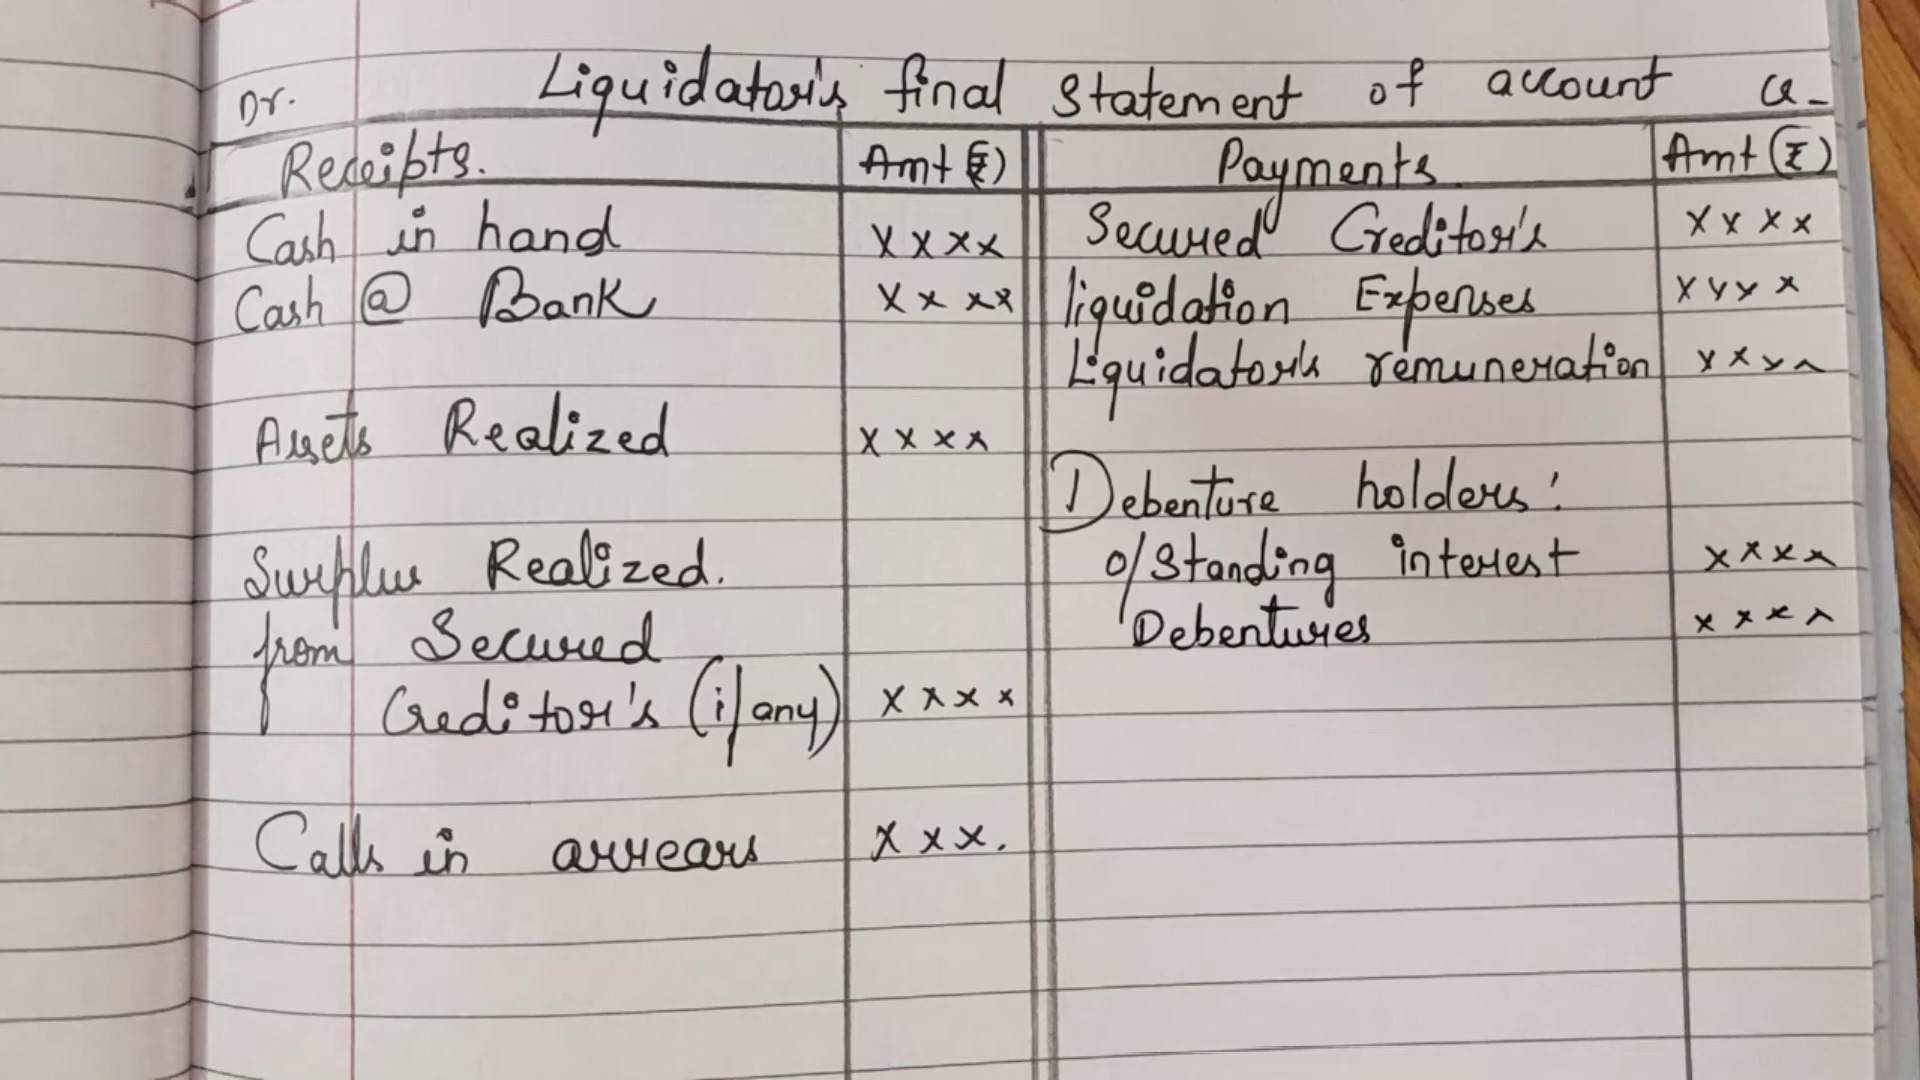 Dr. Liquidator's final Statement of account Cr.
Receipts. Amt (₹) Payments. Amt (₹)
Cash in hand xxxx Secured Creditor's xxxx
Cash @ Bank xxxx liquidation Expenses xxxx
Liquidator's remuneration xxxx
Assets Realized xxxx
Debenture holders:
Surplus Realized. o/Standing interest xxxx
from Secured Debentures xxxx
Creditor's (if any) xxxx
Calls in arrears xxx.